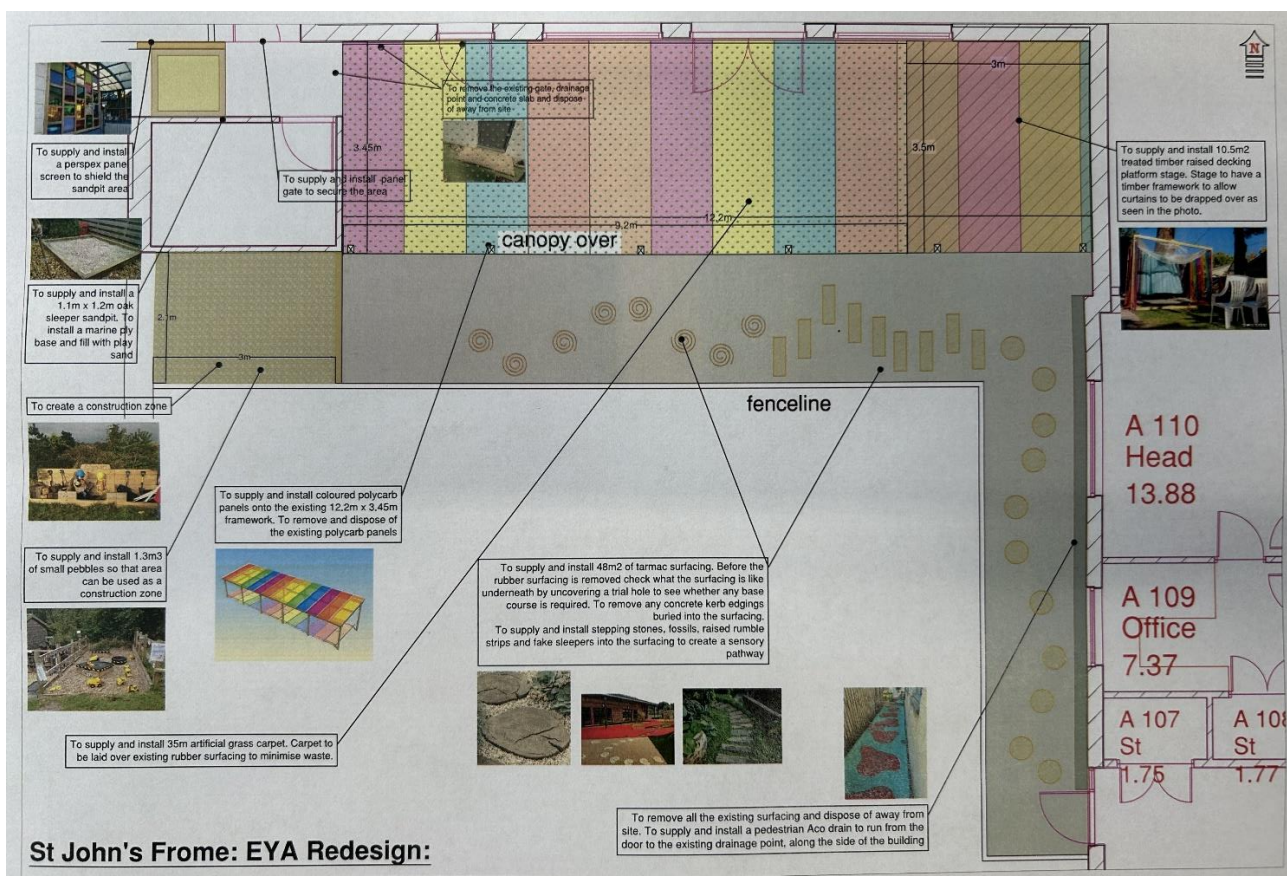 N
To remove the existing gate, drainage
point and concrete slab and dispose
of away from site
3m
3.45m
3.5m
To supply and install a perspex pane
screen to shield the
sandpit area
To supply and install -panel
gate to secure the area
To supply and install 10.5m2
treated timber raised decking
platform stage. Stage to have a
timber framework to allow
curtains to be drapped over as
seen in the photo.
12.2m
9.2m
canopy over
To supply and install a
1.1m x 1.2m oak
sleeper sandpit. To
install a marine ply
base and fill with play
sand
2.1m
3m
To create a construction zone
fenceline
A 110
Head
13.88
To supply and install coloured polycarb
panels onto the existing 12.2m x 3.45m
framework. To remove and dispose of
the existing polycarb panels
To supply and install 1.3m3
of small pebbles so that area
can be used as a
construction zone
To supply and install 48m2 of tarmac surfacing. Before the
rubber surfacing is removed check what the surfacing is like
underneath by uncovering a trial hole to see whether any base
course is required. To remove any concrete kerb edgings
buried into the surfacing.
To supply and install stepping stones, fossils, raised rumble
strips and fake sleepers into the surfacing to create a sensory
pathway
A 109
Office
7.37
A 107
St
1.75
A 108
St
1.77
To supply and install 35m artificial grass carpet. Carpet to
be laid over existing rubber surfacing to minimise waste.
To remove all the existing surfacing and dispose of away from
site. To supply and install a pedestrian Aco drain to run from the
door to the existing drainage point, along the side of the building
St John's Frome: EYA Redesign: